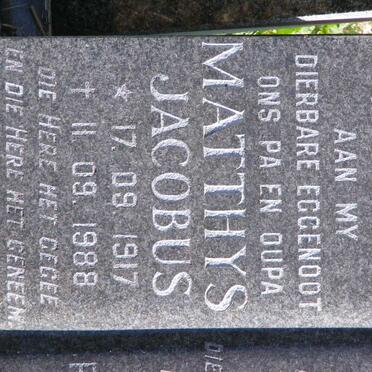 AAN MY
DIERBARE EGGENOOT
ONS PA EN OUPA
MATTHYS
JACOBUS
☆ 17. 09. 1917
✝ 11. 09. 1988
DIE HERE HET GEGEE
EN DIE HERE HET GENEEM
DIE